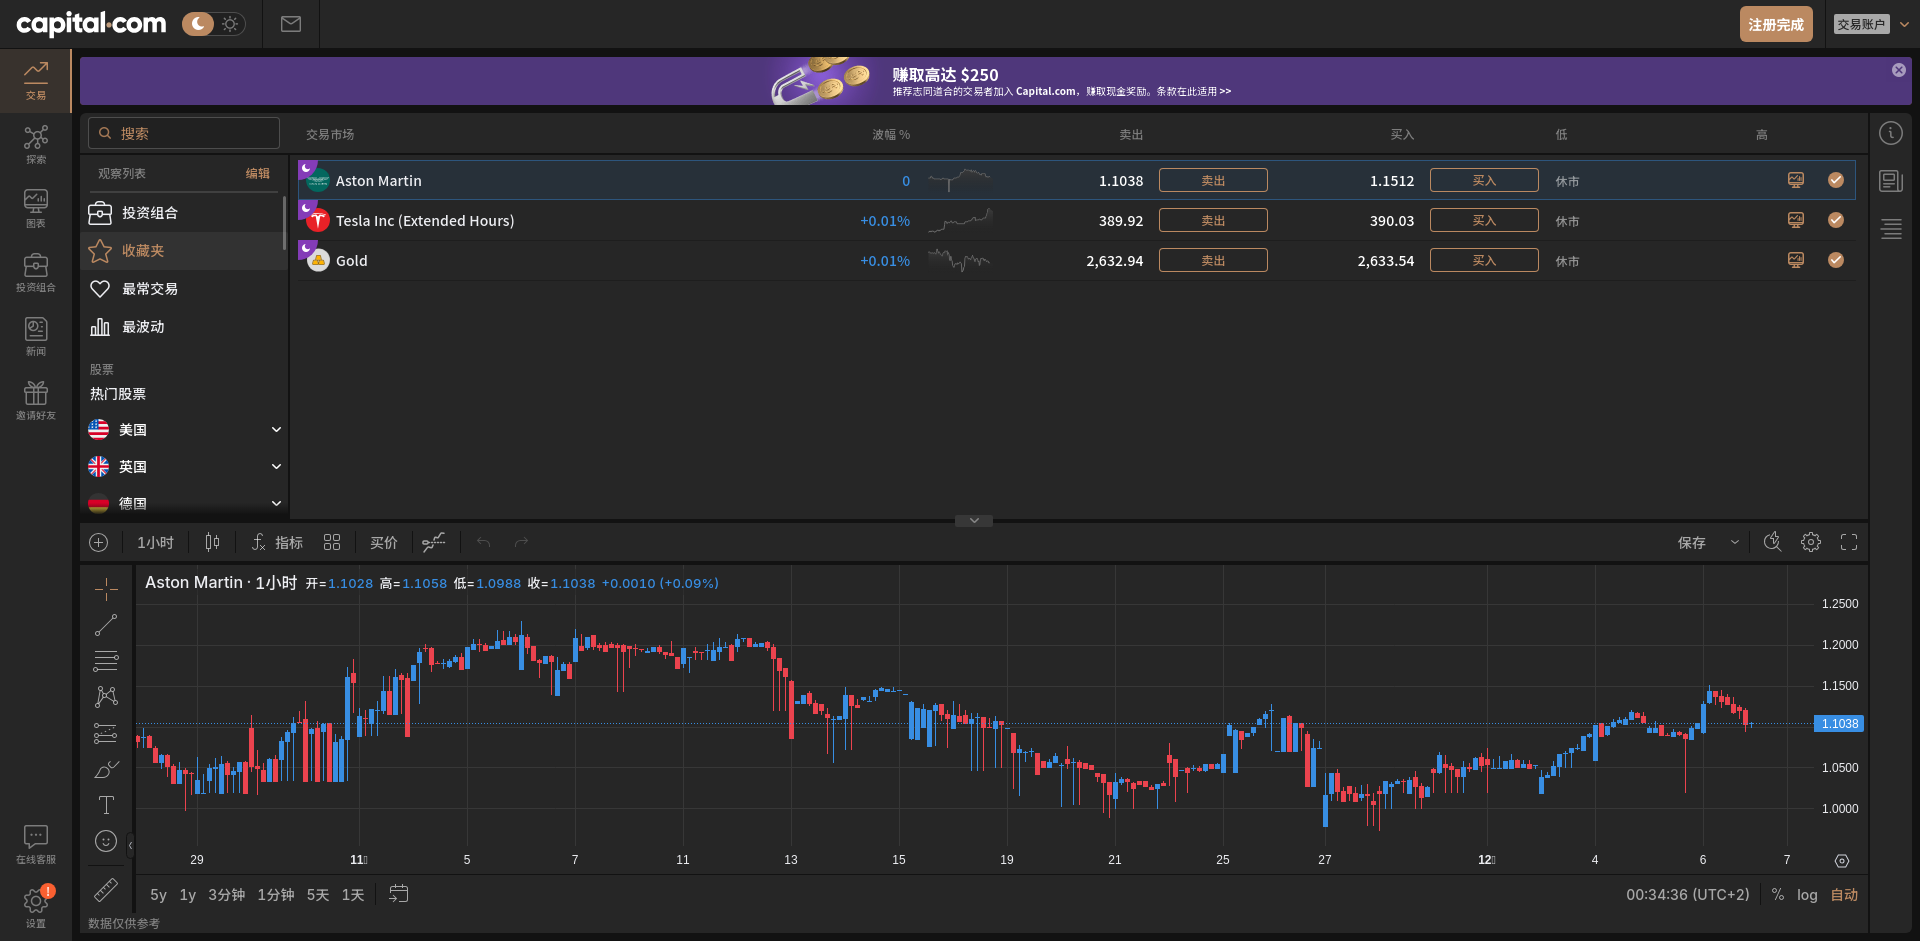 capital.com
注册完成
交易账户
交易
赚取高达 $250
推荐志同道合的交易者加入 Capital.com，赚取现金奖励。条款在此适用 >>
搜索
交易市场 波幅 % 卖出 买入 低 高
探索
观察列表 编辑
Aston Martin 0 1.1038 卖出 1.1512 买入 休市
投资组合
Tesla Inc (Extended Hours) +0.01% 389.92 卖出 390.03 买入 休市
图表
收藏夹
Gold +0.01% 2,632.94 卖出 2,633.54 买入 休市
投资组合
最常交易
最波动
新闻
股票
热门股票
邀请好友
美国
英国
德国
1小时 指标 买价 保存
Aston Martin · 1小时 开=1.1028 高=1.1058 低=1.0988 收=1.1038 +0.0010 (+0.09%)
1.2500
1.2000
1.1500
1.1038
1.0500
1.0000
29 11 5 7 11 13 15 19 21 25 27 12 4 6 7
在线客服
5y 1y 3分钟 1分钟 5天 1天 00:34:36 (UTC+2) % log 自动
设置
数据仅供参考